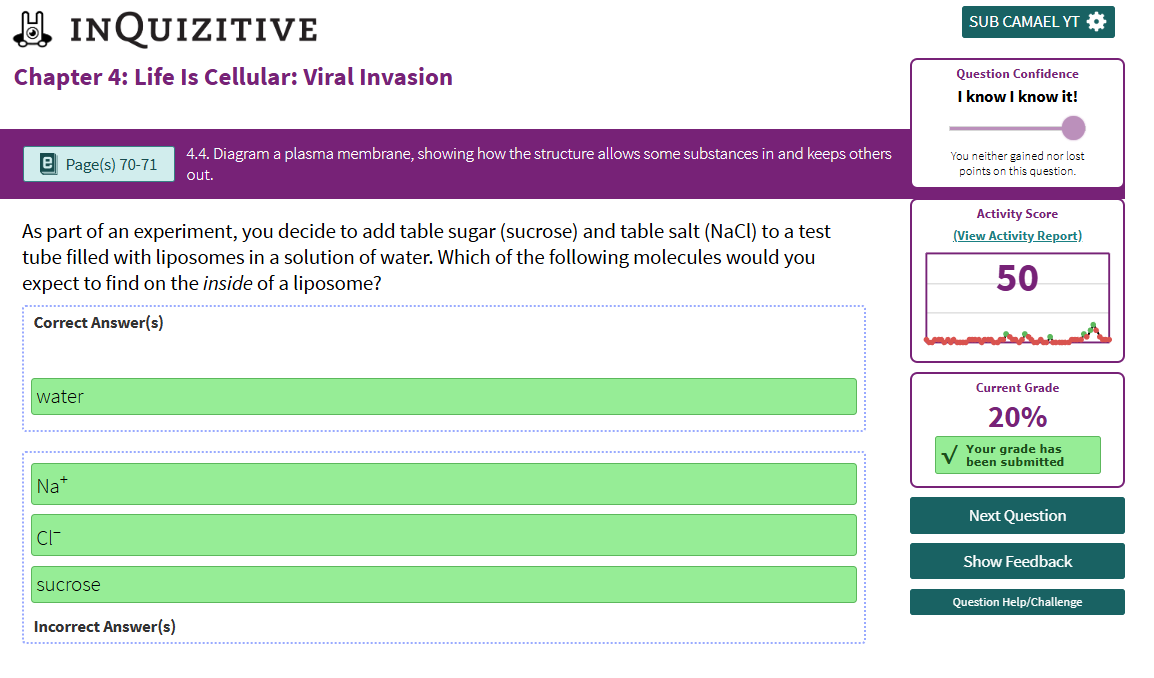 INQUIZITIVE
SUB CAMAEL YT
Chapter 4: Life Is Cellular: Viral Invasion
Question Confidence
I know I know it!
You neither gained nor lost
points on this question.
e Page(s) 70-71
4.4. Diagram a plasma membrane, showing how the structure allows some substances in and keeps others
out.
Activity Score
(View Activity Report)
50
As part of an experiment, you decide to add table sugar (sucrose) and table salt (NaCl) to a test
tube filled with liposomes in a solution of water. Which of the following molecules would you
expect to find on the inside of a liposome?
Correct Answer(s)
water
Na⁺
Cl⁻
sucrose
Incorrect Answer(s)
Current Grade
20%
√ Your grade has
been submitted
Next Question
Show Feedback
Question Help/Challenge